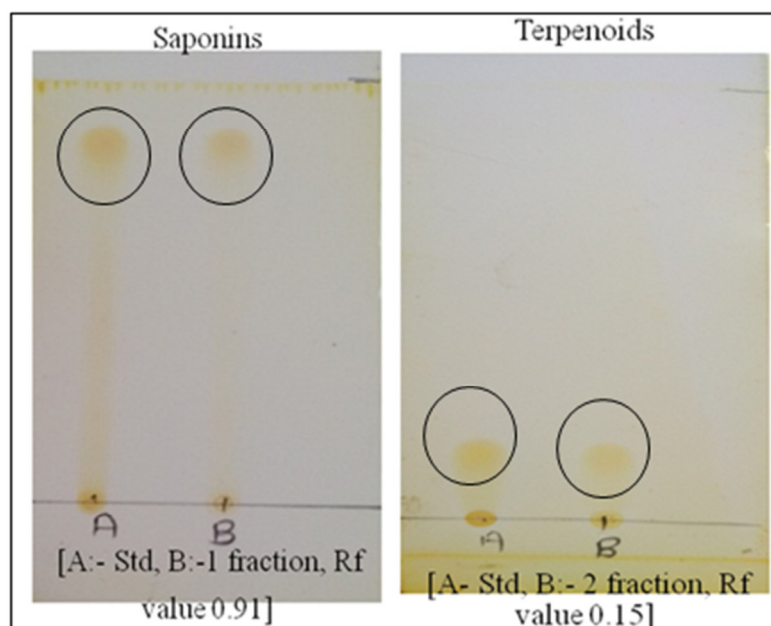 Saponins
A B
[A:- Std, B:-1 fraction, Rf
value 0.91]
Terpenoids
A B
[A- Std, B:- 2 fraction, Rf
value 0.15]